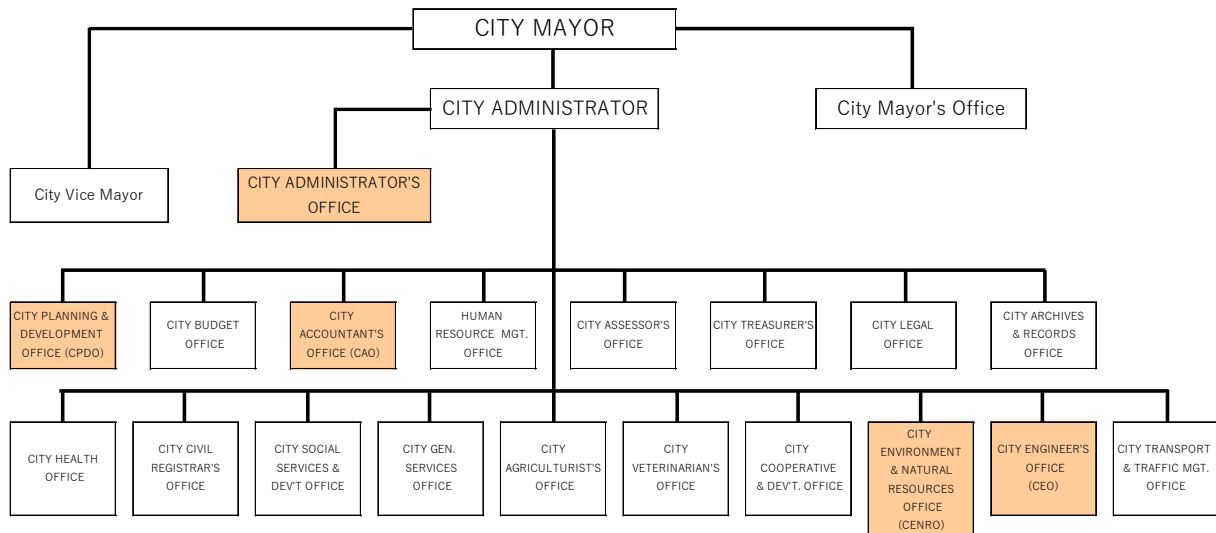 CITY MAYOR
CITY ADMINISTRATOR
City Mayor's Office
City Vice Mayor
CITY ADMINISTRATOR'S
OFFICE
CITY PLANNING &
DEVELOPMENT
OFFICE (CPDO)
CITY BUDGET
OFFICE
CITY
ACCOUNTANT'S
OFFICE (CAO)
HUMAN
RESOURCE MGT.
OFFICE
CITY ASSESSOR'S
OFFICE
CITY TREASURER'S
OFFICE
CITY LEGAL
OFFICE
CITY ARCHIVES
& RECORDS
OFFICE
CITY HEALTH
OFFICE
CITY CIVIL
REGISTRAR'S
OFFICE
CITY SOCIAL
SERVICES &
DEV'T OFFICE
CITY GEN.
SERVICES
OFFICE
CITY
AGRICULTURIST'S
OFFICE
CITY
VETERINARIAN'S
OFFICE
CITY
COOPERATIVE
& DEV'T. OFFICE
CITY
ENVIRONMENT
& NATURAL
RESOURCES
OFFICE
(CENRO)
CITY ENGINEER'S
OFFICE
(CEO)
CITY TRANSPORT
& TRAFFIC MGT.
OFFICE